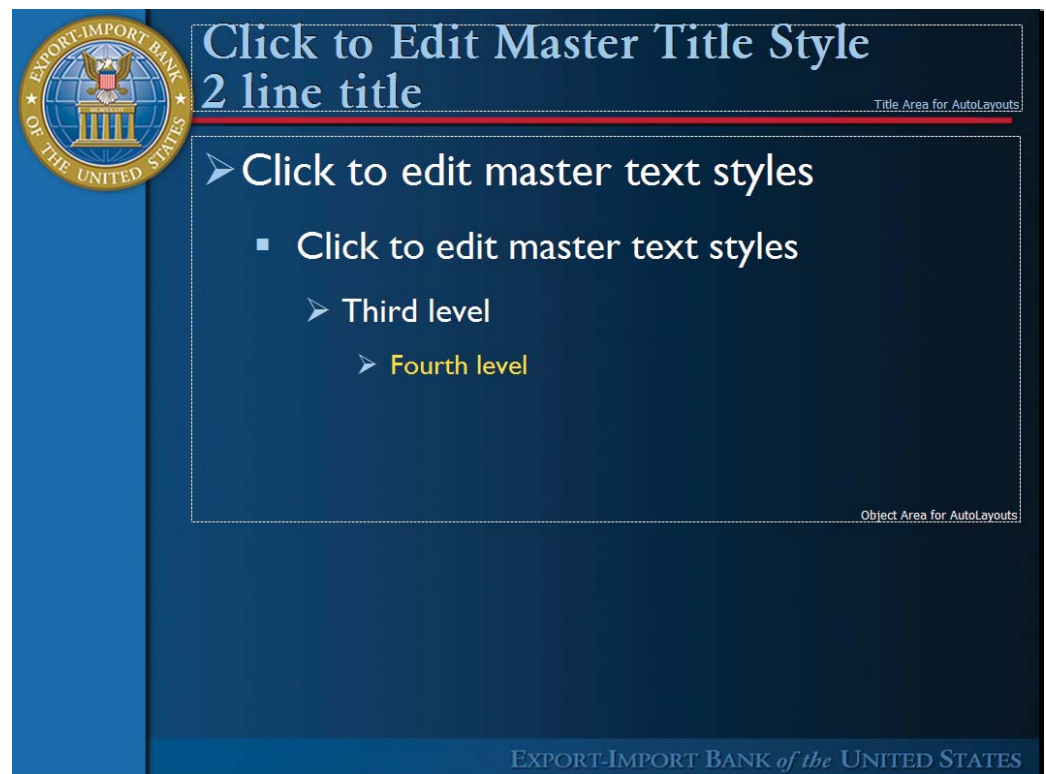 EXPORT-IMPORT BANK
OF THE UNITED STATES
MCMXXXIV
Click to Edit Master Title Style
2 line title
Title Area for AutoLayouts
➢Click to edit master text styles
▪ Click to edit master text styles
➢ Third level
➢ Fourth level
Object Area for AutoLayouts
EXPORT-IMPORT BANK of the UNITED STATES